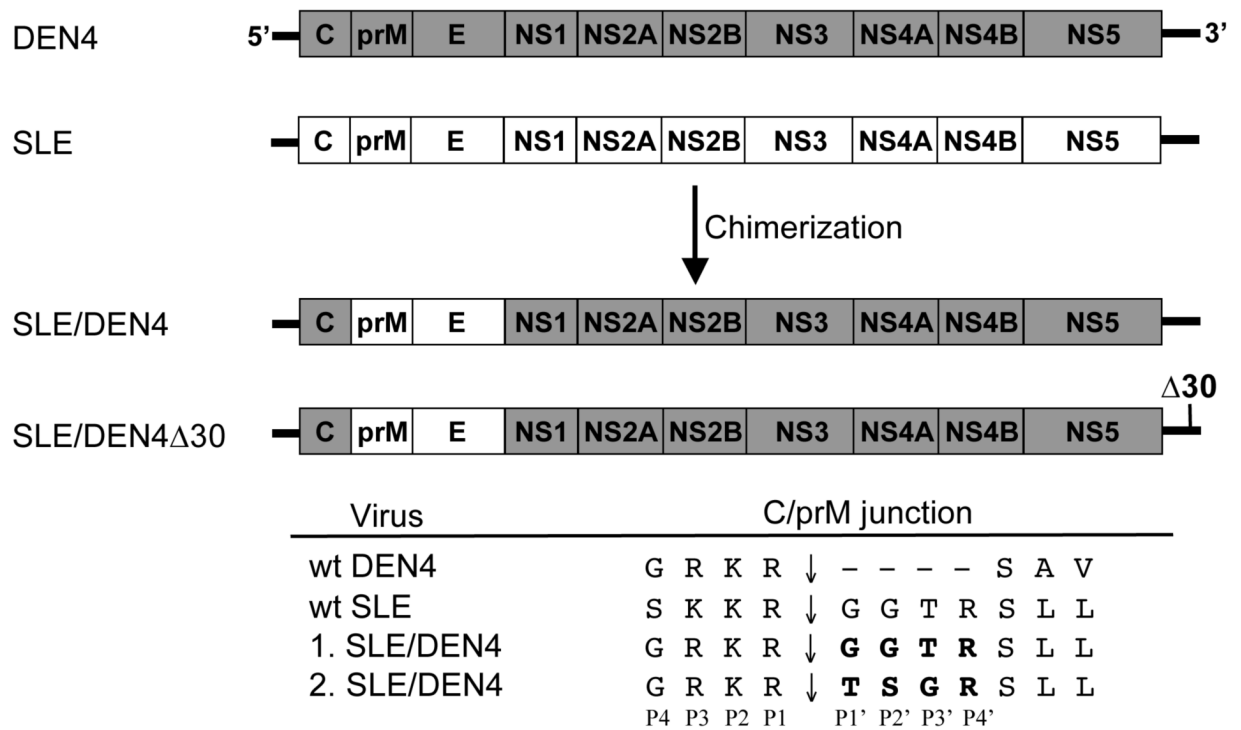 DEN4 5’ C prM E NS1 NS2A NS2B NS3 NS4A NS4B NS5 3’
SLE C prM E NS1 NS2A NS2B NS3 NS4A NS4B NS5
Chimerization
SLE/DEN4 C prM E NS1 NS2A NS2B NS3 NS4A NS4B NS5
Δ30
SLE/DEN4Δ30 C prM E NS1 NS2A NS2B NS3 NS4A NS4B NS5
Virus C/prM junction
wt DEN4 G R K R ↓ – – – – S A V
wt SLE S K K R ↓ G G T R S L L
1. SLE/DEN4 G R K R ↓ G G T R S L L
2. SLE/DEN4 G R K R ↓ T S G R S L L
P4 P3 P2 P1 P1’ P2’ P3’ P4’